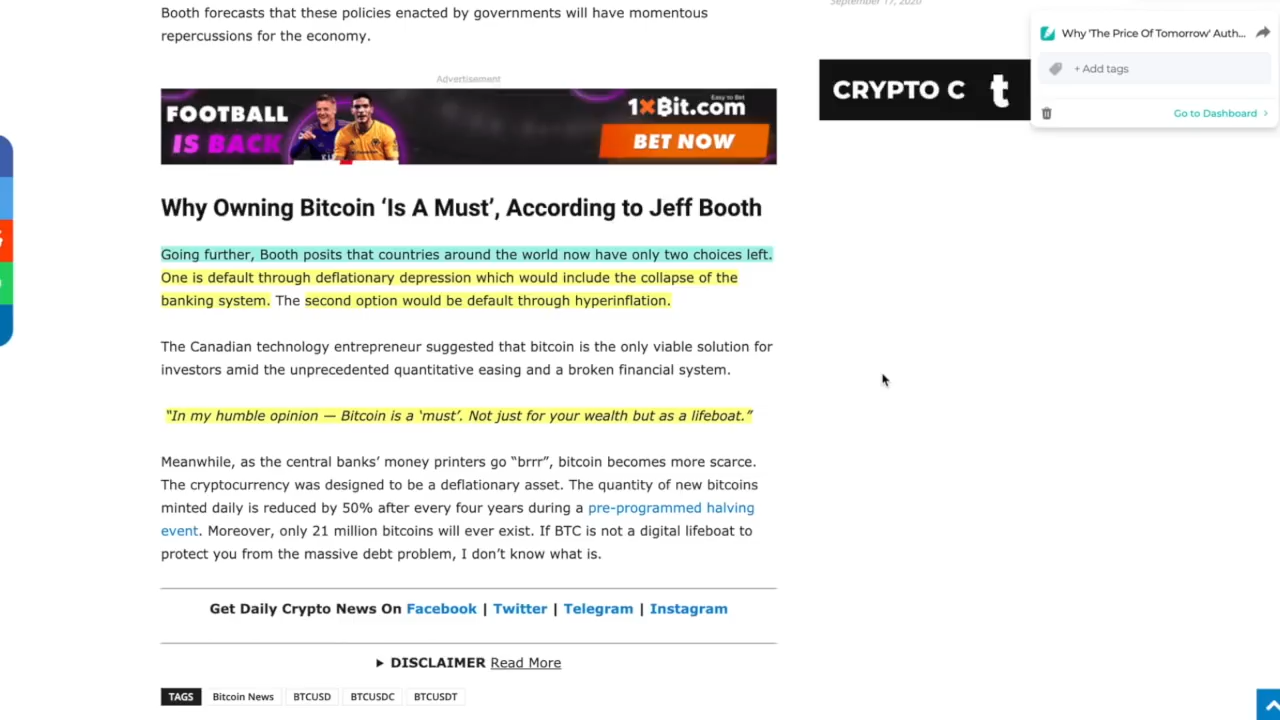 Booth forecasts that these policies enacted by governments will have momentous
repercussions for the economy.
September 17, 2020
Why 'The Price Of Tomorrow' Auth...
+ Add tags
Go to Dashboard >
CRYPTO C t
Advertisement
FOOTBALL
IS BACK
Easy to Bet
1xBit.com
BET NOW
Why Owning Bitcoin ‘Is A Must’, According to Jeff Booth
Going further, Booth posits that countries around the world now have only two choices left.
One is default through deflationary depression which would include the collapse of the
banking system. The second option would be default through hyperinflation.
The Canadian technology entrepreneur suggested that bitcoin is the only viable solution for
investors amid the unprecedented quantitative easing and a broken financial system.
“In my humble opinion — Bitcoin is a ‘must’. Not just for your wealth but as a lifeboat.”
Meanwhile, as the central banks’ money printers go “brrr”, bitcoin becomes more scarce.
The cryptocurrency was designed to be a deflationary asset. The quantity of new bitcoins
minted daily is reduced by 50% after every four years during a pre-programmed halving
event. Moreover, only 21 million bitcoins will ever exist. If BTC is not a digital lifeboat to
protect you from the massive debt problem, I don’t know what is.
Get Daily Crypto News On Facebook | Twitter | Telegram | Instagram
▶ DISCLAIMER Read More
TAGS Bitcoin News BTCUSD BTCUSDC BTCUSDT